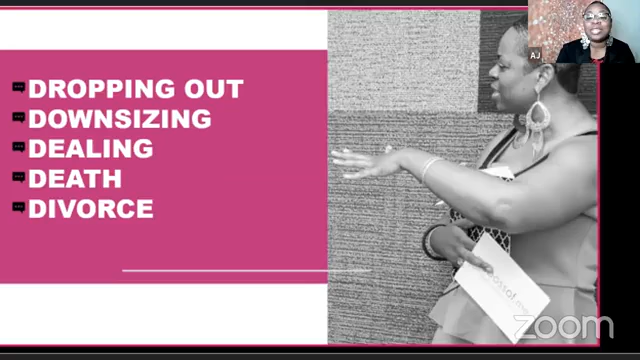 DROPPING OUT
DOWNSIZING
DEALING
DEATH
DIVORCE
AJ
zoom